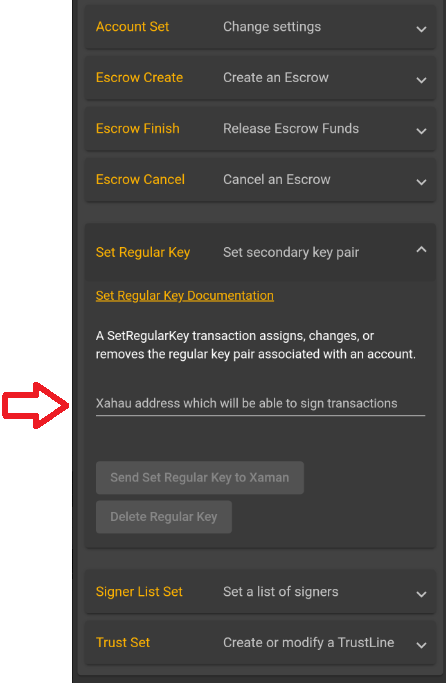 Account Set Change settings
Escrow Create Create an Escrow
Escrow Finish Release Escrow Funds
Escrow Cancel Cancel an Escrow
Set Regular Key Set secondary key pair
Set Regular Key Documentation
A SetRegularKey transaction assigns, changes, or
removes the regular key pair associated with an account.
Xahau address which will be able to sign transactions
Send Set Regular Key to Xaman
Delete Regular Key
Signer List Set Set a list of signers
Trust Set Create or modify a TrustLine